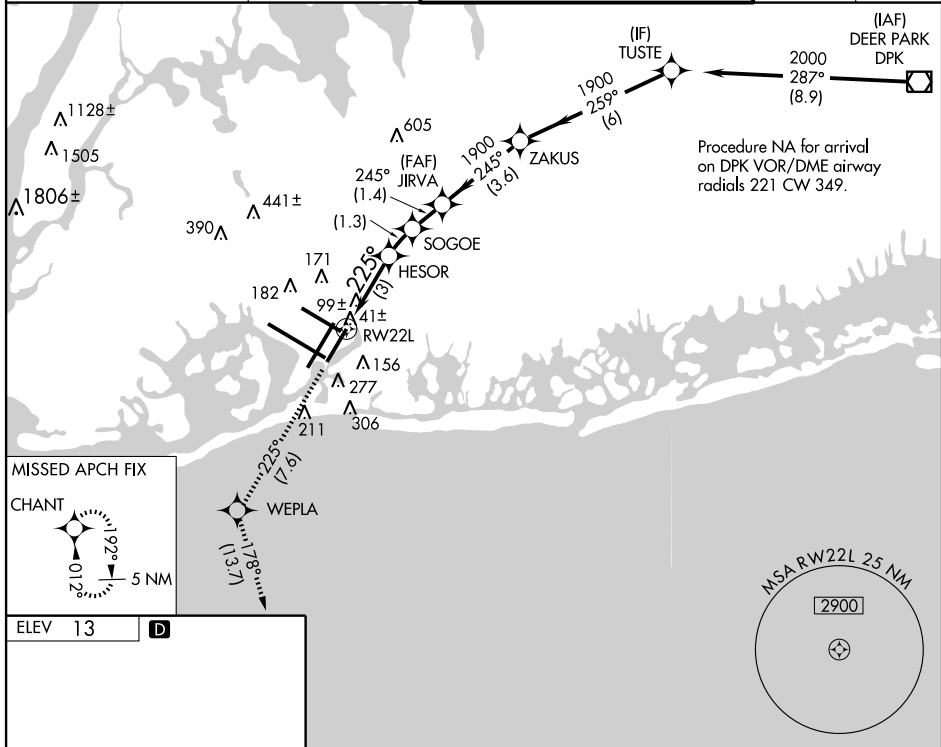 (IAF)
DEER PARK
DPK
(IF)
TUSTE
2000
287°
(8.9)
1900
259°
(6)
ZAKUS
1900
245°
(3.6)
Procedure NA for arrival
on DPK VOR/DME airway
radials 221 CW 349.
(FAF)
JIRVA
245°
(1.4)
(1.3)
SOGOE
HESOR
225°
(3)
1128±
1505
1806±
605
441±
390
171
182
99±
41±
RW22L
156
277
306
211
225°
(7.6)
WEPLA
178°
(13.7)
MISSED APCH FIX
CHANT
192°
012°
5 NM
MSA RW22L 25 NM
2900
ELEV 13 D